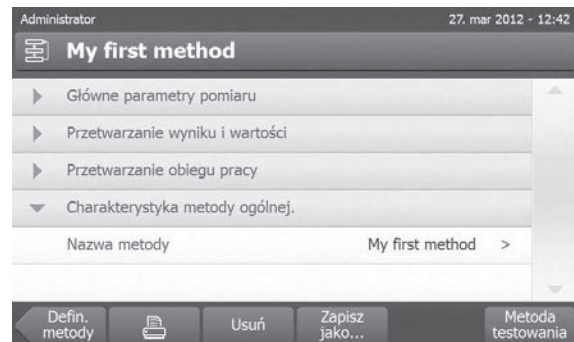 Administrator 27. mar 2012 - 12:42
My first method
Główne parametry pomiaru
Przetwarzanie wyniku i wartości
Przetwarzanie obiegu pracy
Charakterystyka metody ogólnej.
Nazwa metody My first method >
Defin. metody
Usuń
Zapisz jako...
Metoda testowania